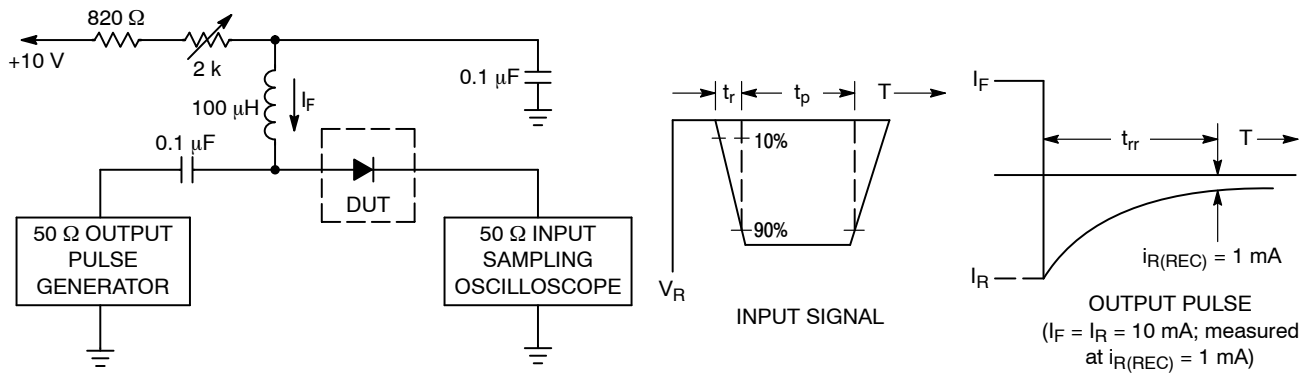 820 Ω
+10 V
2 k
100 μH
I_F
0.1 μF
0.1 μF
DUT
50 Ω OUTPUT
PULSE
GENERATOR
50 Ω INPUT
SAMPLING
OSCILLOSCOPE
t_r
t_p
T
10%
90%
V_R
INPUT SIGNAL
I_F
t_rr
T
I_R
i_R(REC) = 1 mA
OUTPUT PULSE
(I_F = I_R = 10 mA; measured
at i_R(REC) = 1 mA)